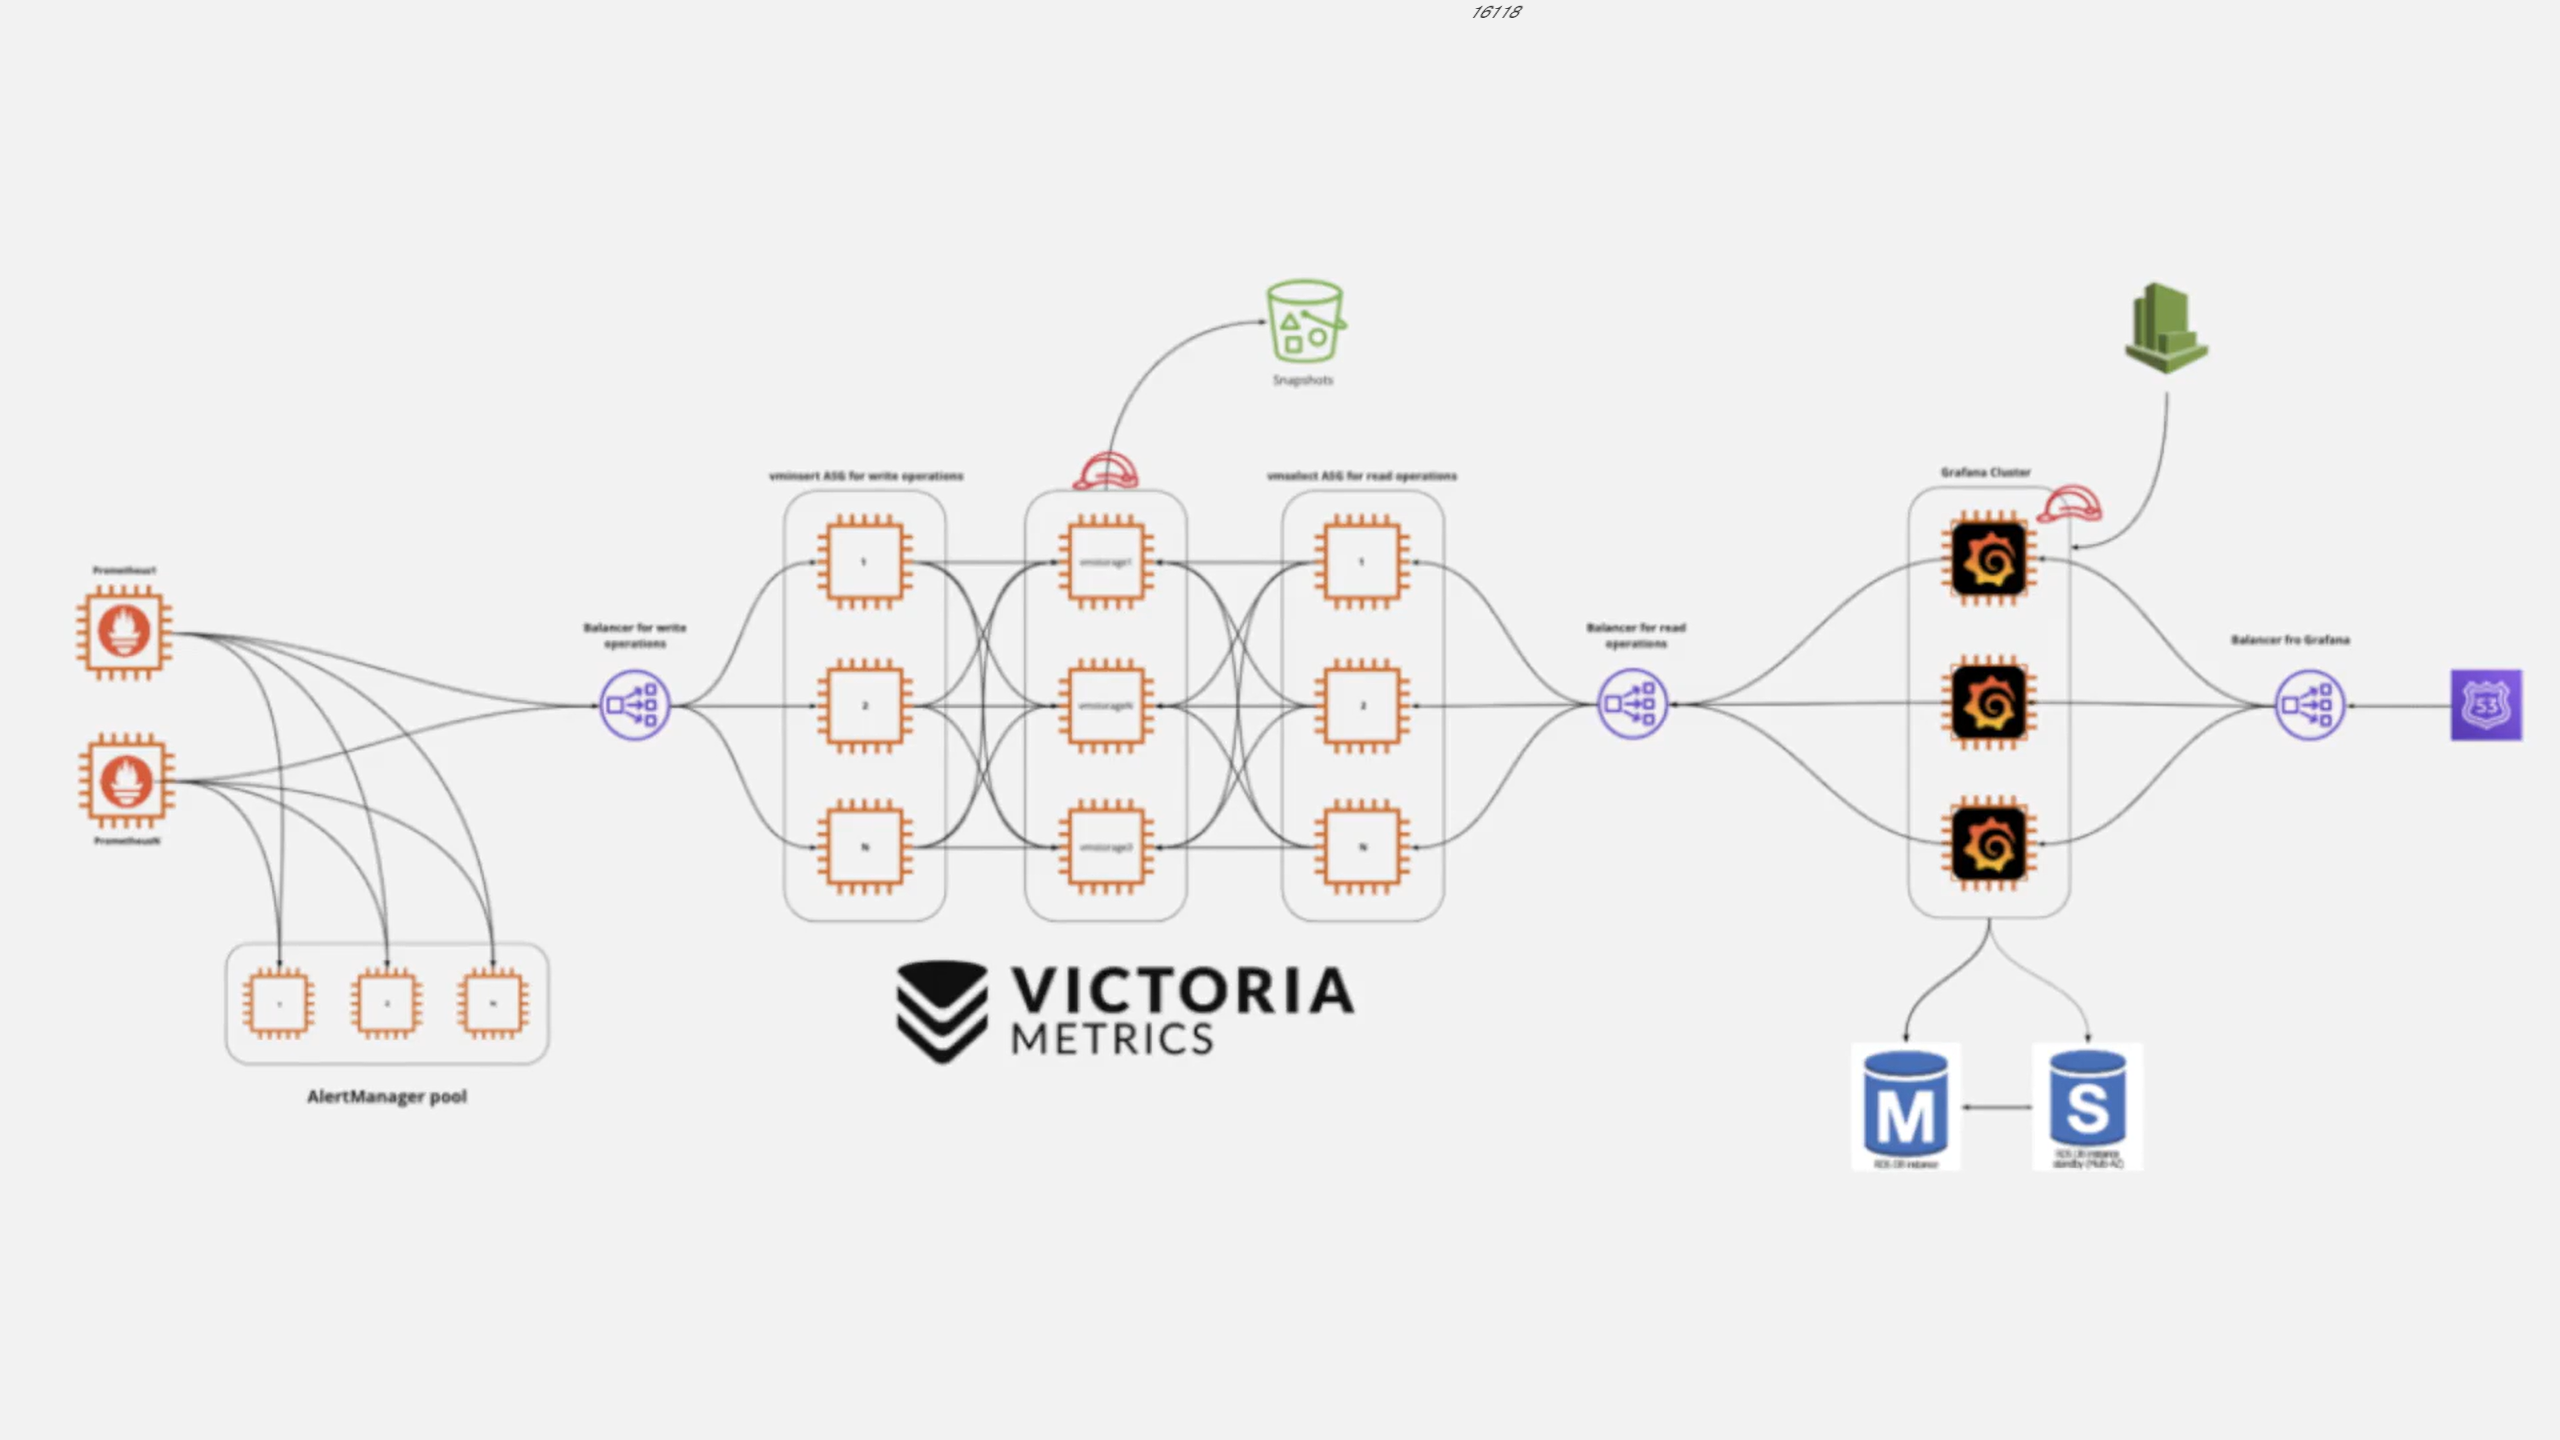 16118
Snapshots
vminsert ASG for write operations
vmselect ASG for read operations
Grafana Cluster
Prometheus1
Balancer for write
operations
Balancer for read
operations
Balancer fro Grafana
1
vmstorage1
1
2
vmstorageN
2
53
PrometheusN
N
vmstorage3
N
1
2
N
VICTORIA
METRICS
AlertManager pool
M
S
RDS DB instance
RDS DB instance
standby (Multi-AZ)